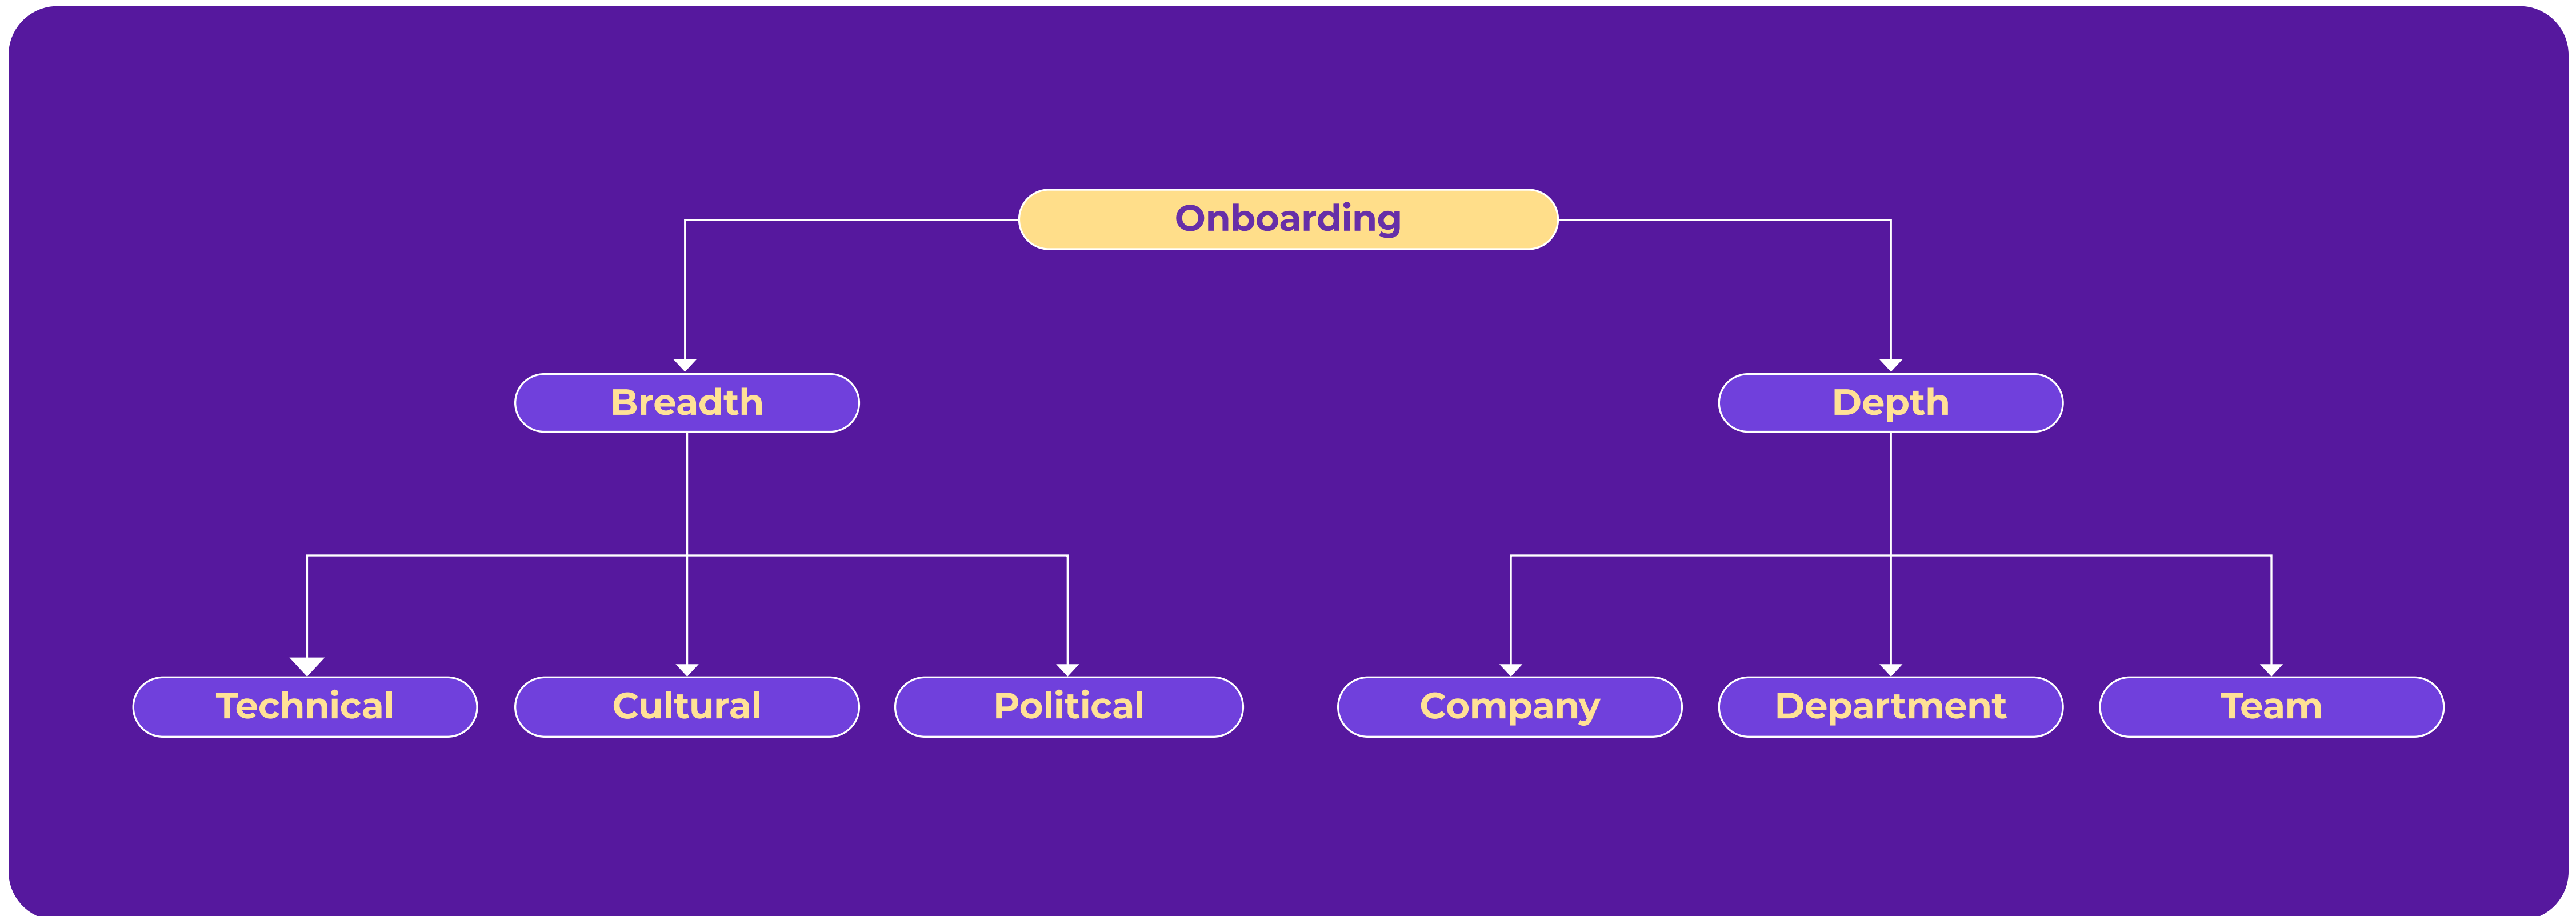 Onboarding
Breadth
Depth
Technical
Cultural
Political
Company
Department
Team